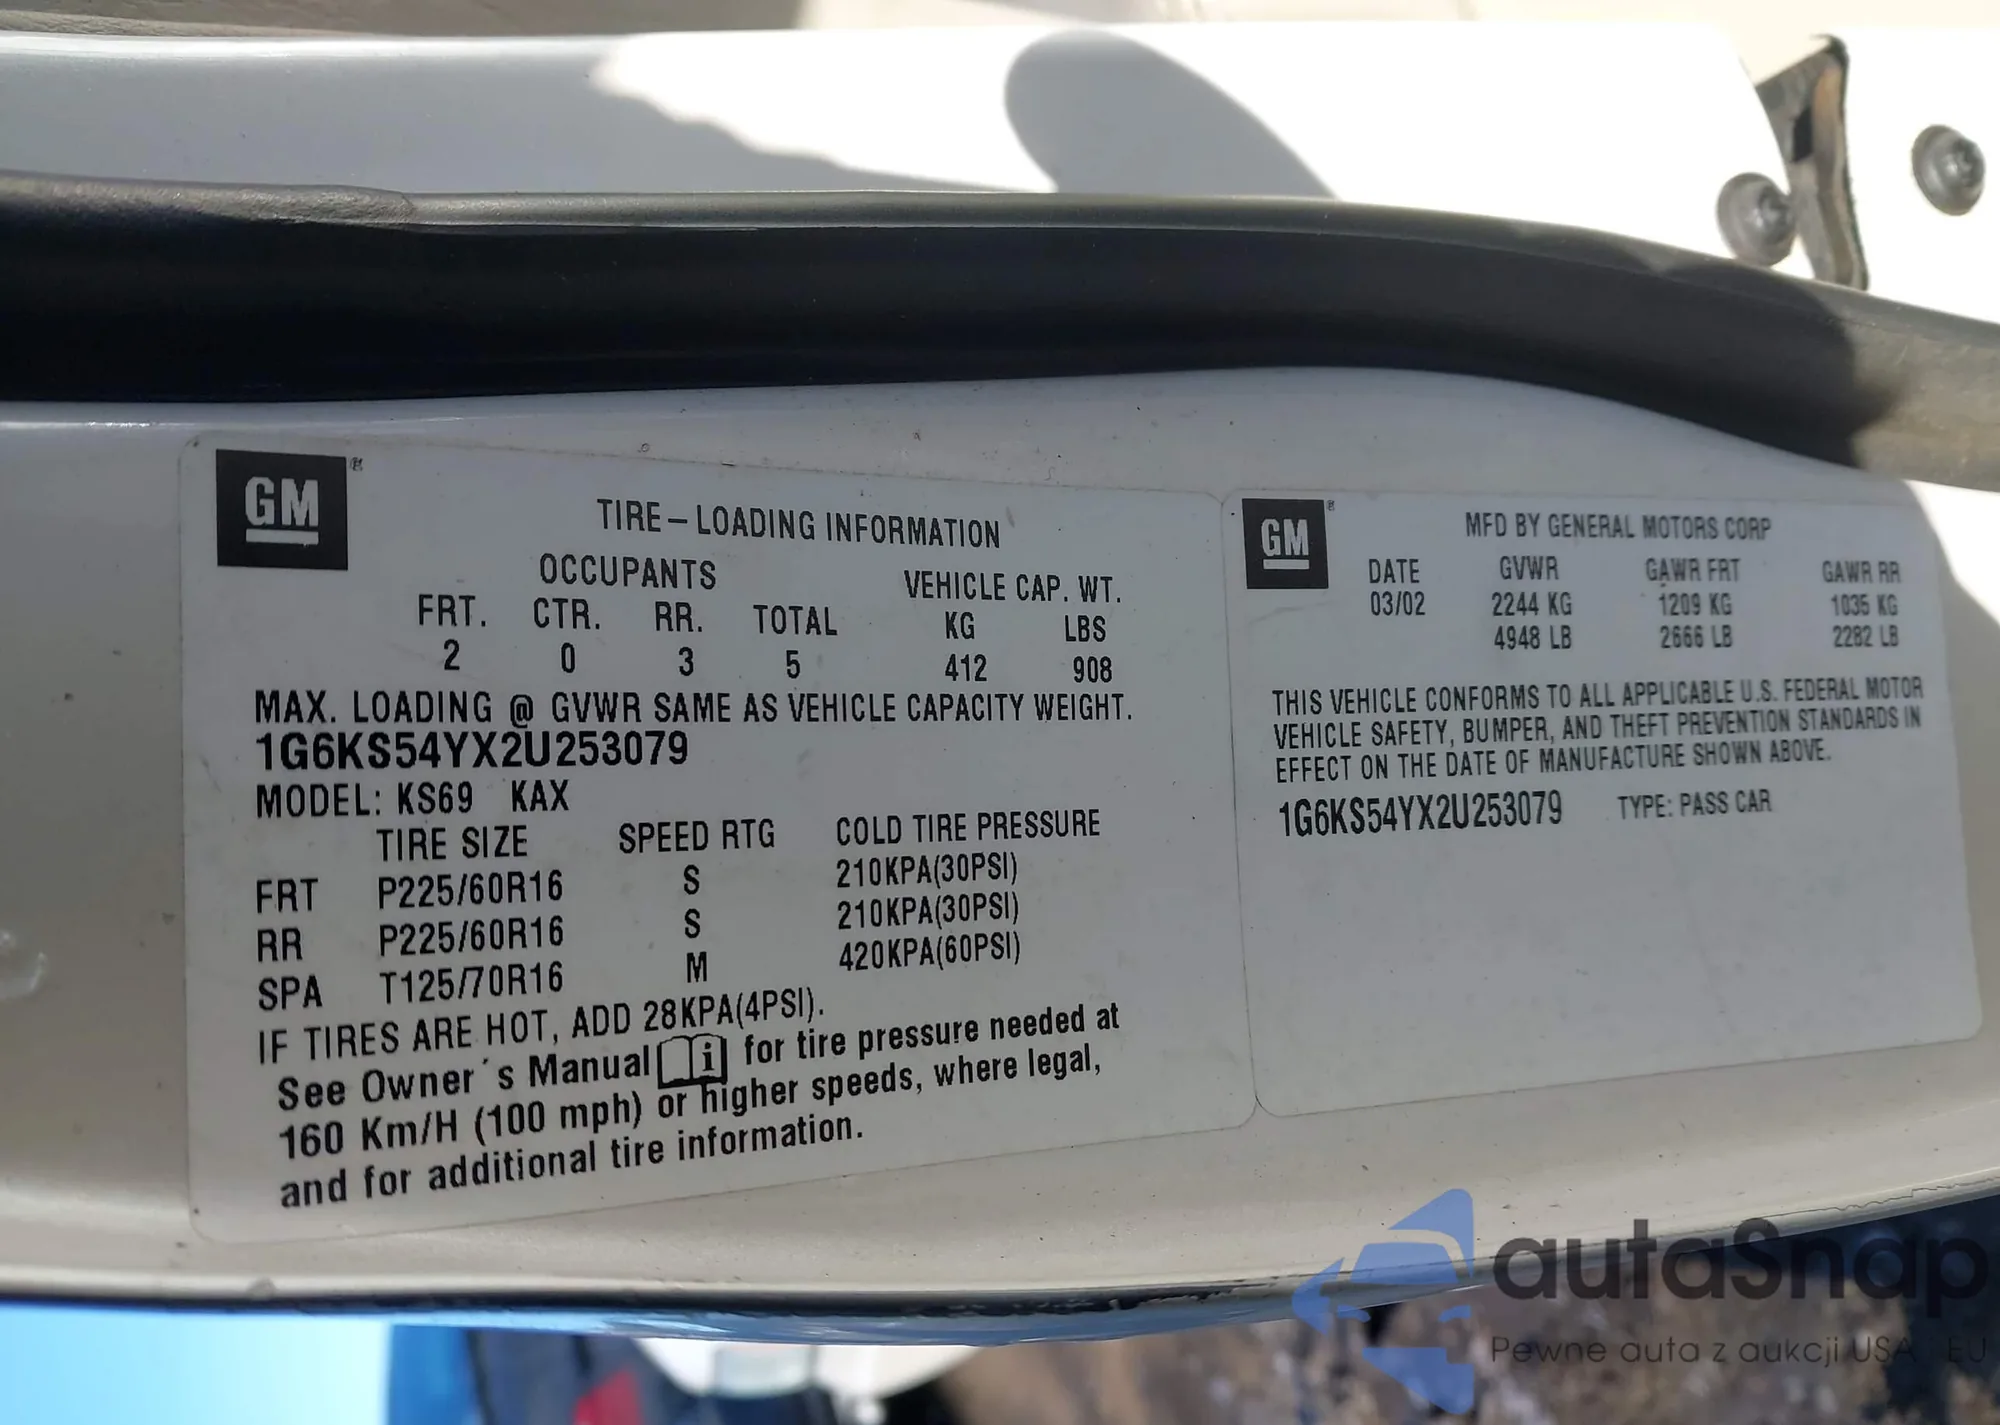 GM
TIRE-LOADING INFORMATION
OCCUPANTS VEHICLE CAP. WT.
FRT. CTR. RR. TOTAL KG LBS
2 0 3 5 412 908
MAX. LOADING @ GVWR SAME AS VEHICLE CAPACITY WEIGHT.
1G6KS54YX2U253079
MODEL: KS69 KAX
TIRE SIZE SPEED RTG COLD TIRE PRESSURE
FRT P225/60R16 S 210KPA(30PSI)
RR P225/60R16 S 210KPA(30PSI)
SPA T125/70R16 M 420KPA(60PSI)
IF TIRES ARE HOT, ADD 28KPA(4PSI).
See Owner´s Manual for tire pressure needed at
160 Km/H (100 mph) or higher speeds, where legal,
and for additional tire information.
GM
MFD BY GENERAL MOTORS CORP
DATE GVWR GAWR FRT GAWR RR
03/02 2244 KG 1209 KG 1035 KG
4948 LB 2666 LB 2282 LB
THIS VEHICLE CONFORMS TO ALL APPLICABLE U.S. FEDERAL MOTOR
VEHICLE SAFETY, BUMPER, AND THEFT PREVENTION STANDARDS IN
EFFECT ON THE DATE OF MANUFACTURE SHOWN ABOVE.
1G6KS54YX2U253079 TYPE: PASS CAR
autaSnap
Pewne auta z aukcji USA EU